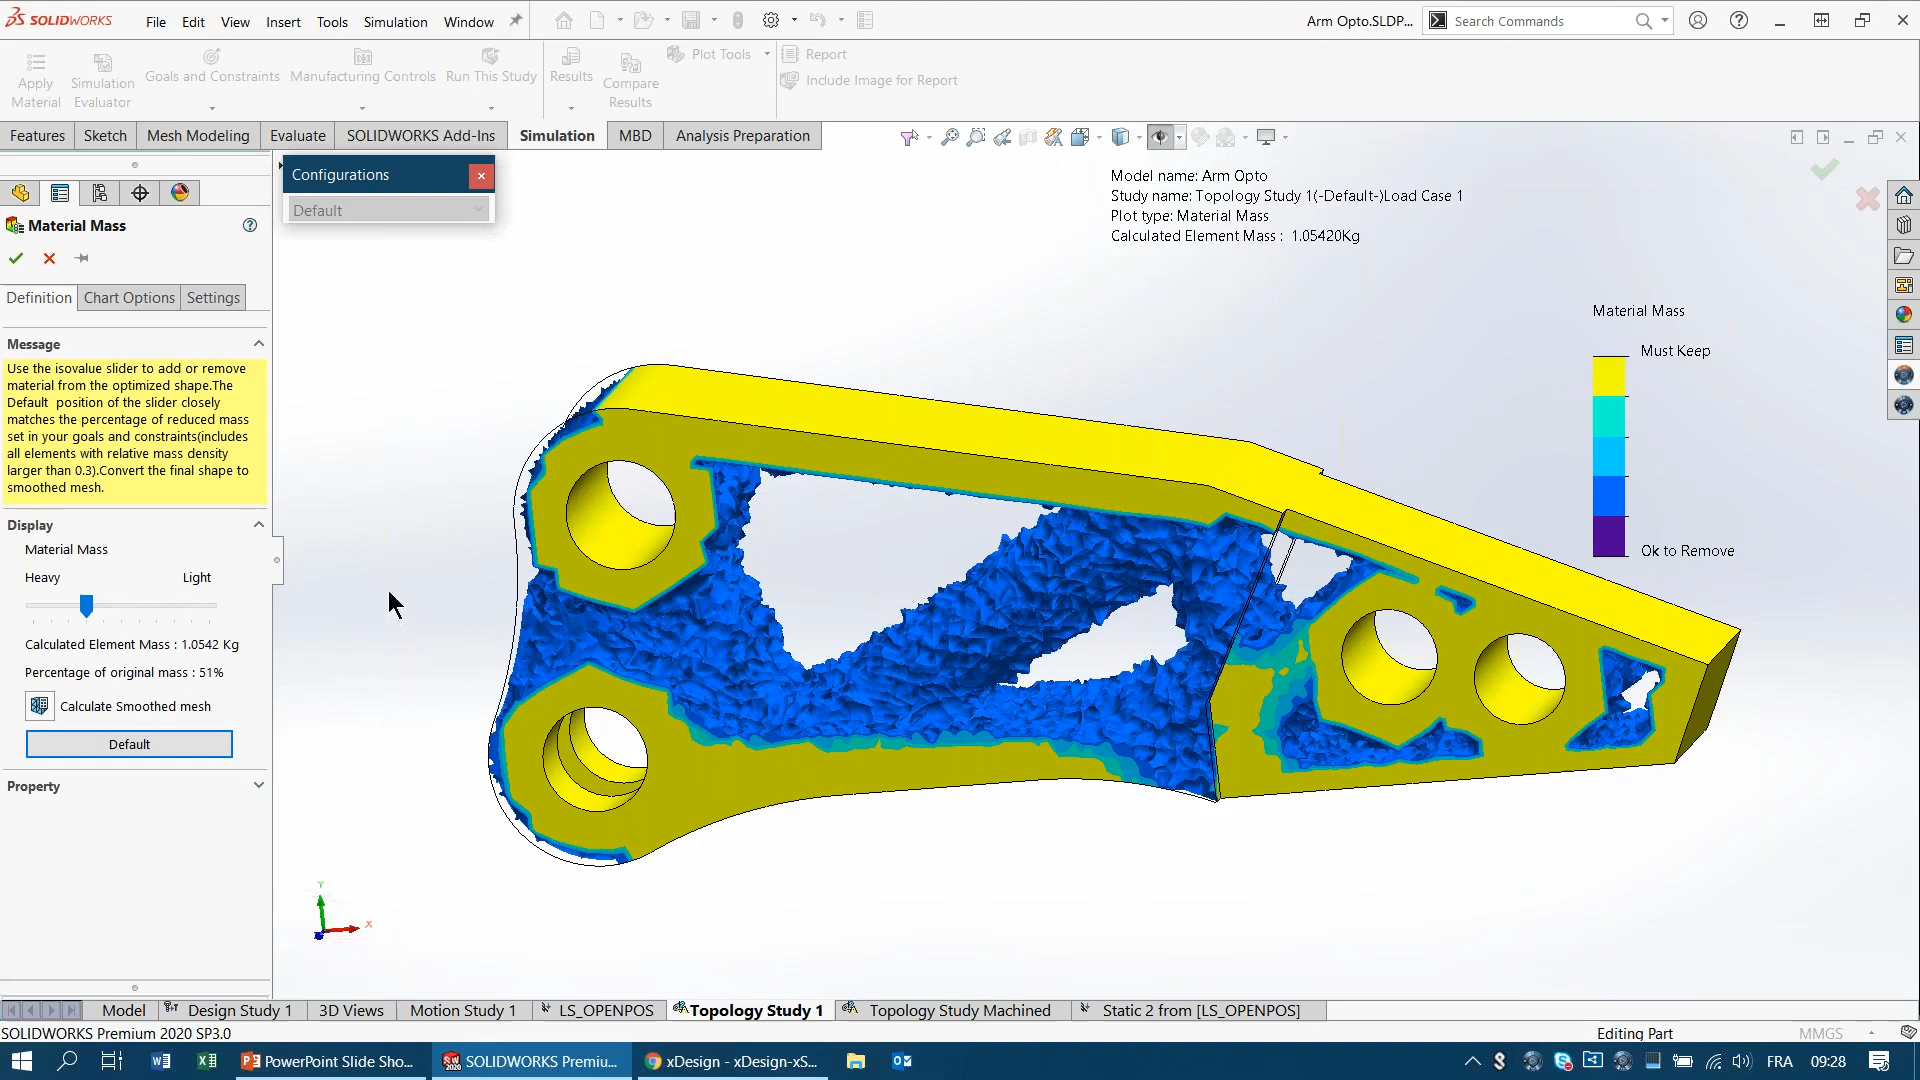 SOLIDWORKS
File Edit View Insert Tools Simulation Window
Arm Opto.SLDP...
Search Commands
Apply Material
Simulation Evaluator
Goals and Constraints
Manufacturing Controls
Run This Study
Results
Compare Results
Plot Tools
Report
Include Image for Report
Features Sketch Mesh Modeling Evaluate SOLIDWORKS Add-Ins Simulation MBD Analysis Preparation
Configurations
Default
Model name: Arm Opto
Study name: Topology Study 1(-Default-)Load Case 1
Plot type: Material Mass
Calculated Element Mass : 1.05420Kg
Material Mass
Definition Chart Options Settings
Message
Use the isovalue slider to add or remove
material from the optimized shape.The
Default position of the slider closely
matches the percentage of reduced mass
set in your goals and constraints(includes
all elements with relative mass density
larger than 0.3).Convert the final shape to
smoothed mesh.
Display
Material Mass
Heavy Light
Calculated Element Mass : 1.0542 Kg
Percentage of original mass : 51%
Calculate Smoothed mesh
Default
Property
Material Mass
Must Keep
Ok to Remove
Y
X
Model Design Study 1 3D Views Motion Study 1 LS_OPENPOS Topology Study 1 Topology Study Machined Static 2 from [LS_OPENPOS]
SOLIDWORKS Premium 2020 SP3.0
Editing Part
MMGS
PowerPoint Slide Sho...
SOLIDWORKS Premiu...
xDesign - xDesign-xS...
FRA
09:28